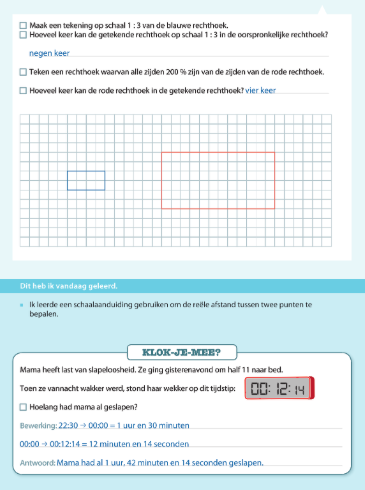 Maak een tekening op schaal 1 : 3 van de blauwe rechthoek.
Hoeveel keer kan de getekende rechthoek op schaal 1 : 3 in de oorspronkelijke rechthoek?
negen keer
Teken een rechthoek waarvan alle zijden 200 % zijn van de zijden van de rode rechthoek.
Hoeveel keer kan de rode rechthoek in de getekende rechthoek? vier keer
Dit heb ik vandaag geleerd.
Ik leerde een schaalaanduiding gebruiken om de reële afstand tussen twee punten te
bepalen.
KLOK-JE-MEE?
Mama heeft last van slapeloosheid. Ze ging gisterenavond om half 11 naar bed.
Toen ze vannacht wakker werd, stond haar wekker op dit tijdstip:
00:12:14
Hoelang had mama al geslapen?
Bewerking: 22:30 → 00:00 = 1 uur en 30 minuten
00:00 → 00:12:14 = 12 minuten en 14 seconden
Antwoord: Mama had al 1 uur, 42 minuten en 14 seconden geslapen.